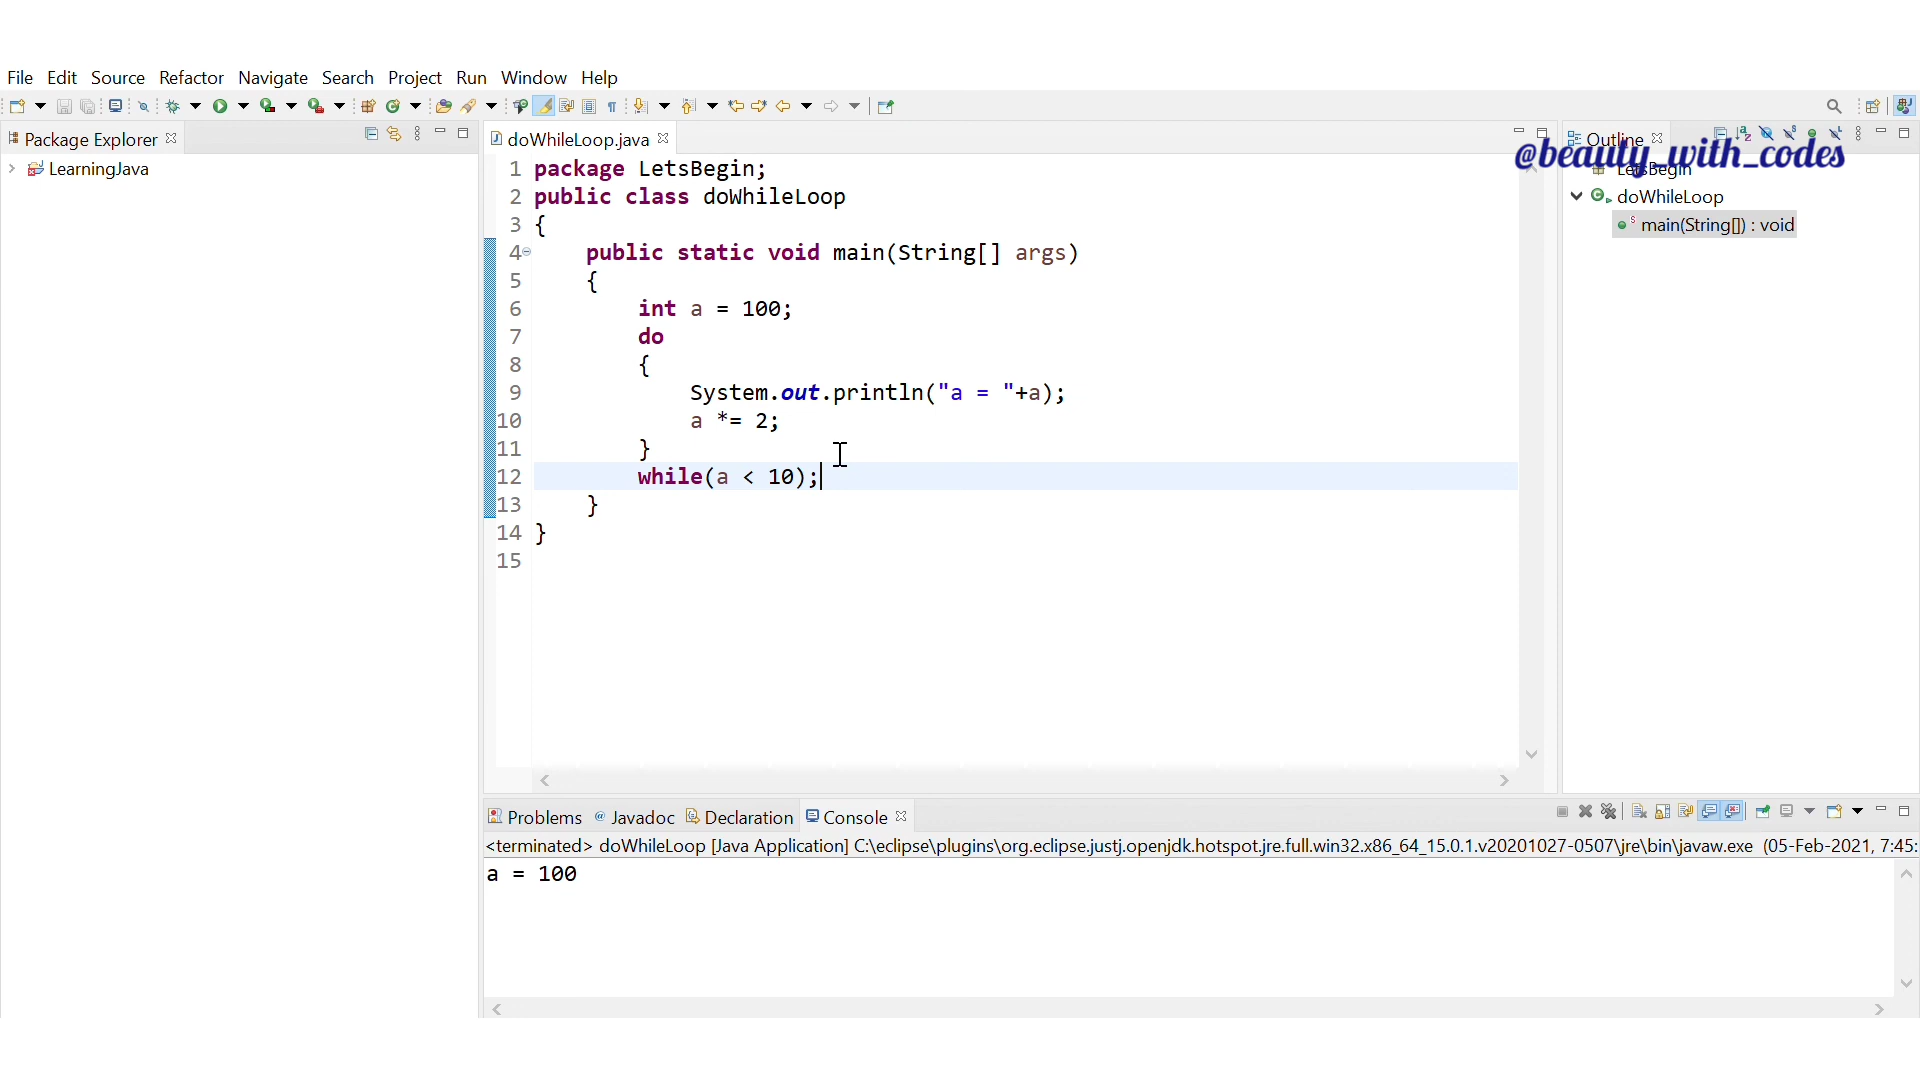 File Edit Source Refactor Navigate Search Project Run Window Help
Package Explorer
LearningJava
doWhileLoop.java
1 package LetsBegin;
2 public class doWhileLoop
3 {
4 public static void main(String[] args)
5 {
6 int a = 100;
7 do
8 {
9 System.out.println("a = "+a);
10 a *= 2;
11 }
12 while(a < 10);
13 }
14 }
15
Outline
@beauty_with_codes
LetsBegin
doWhileLoop
main(String[]) : void
Problems Javadoc Declaration Console
<terminated> doWhileLoop [Java Application] C:\eclipse\plugins\org.eclipse.justj.openjdk.hotspot.jre.full.win32.x86_64_15.0.1.v20201027-0507\jre\bin\javaw.exe (05-Feb-2021, 7:45:
a = 100